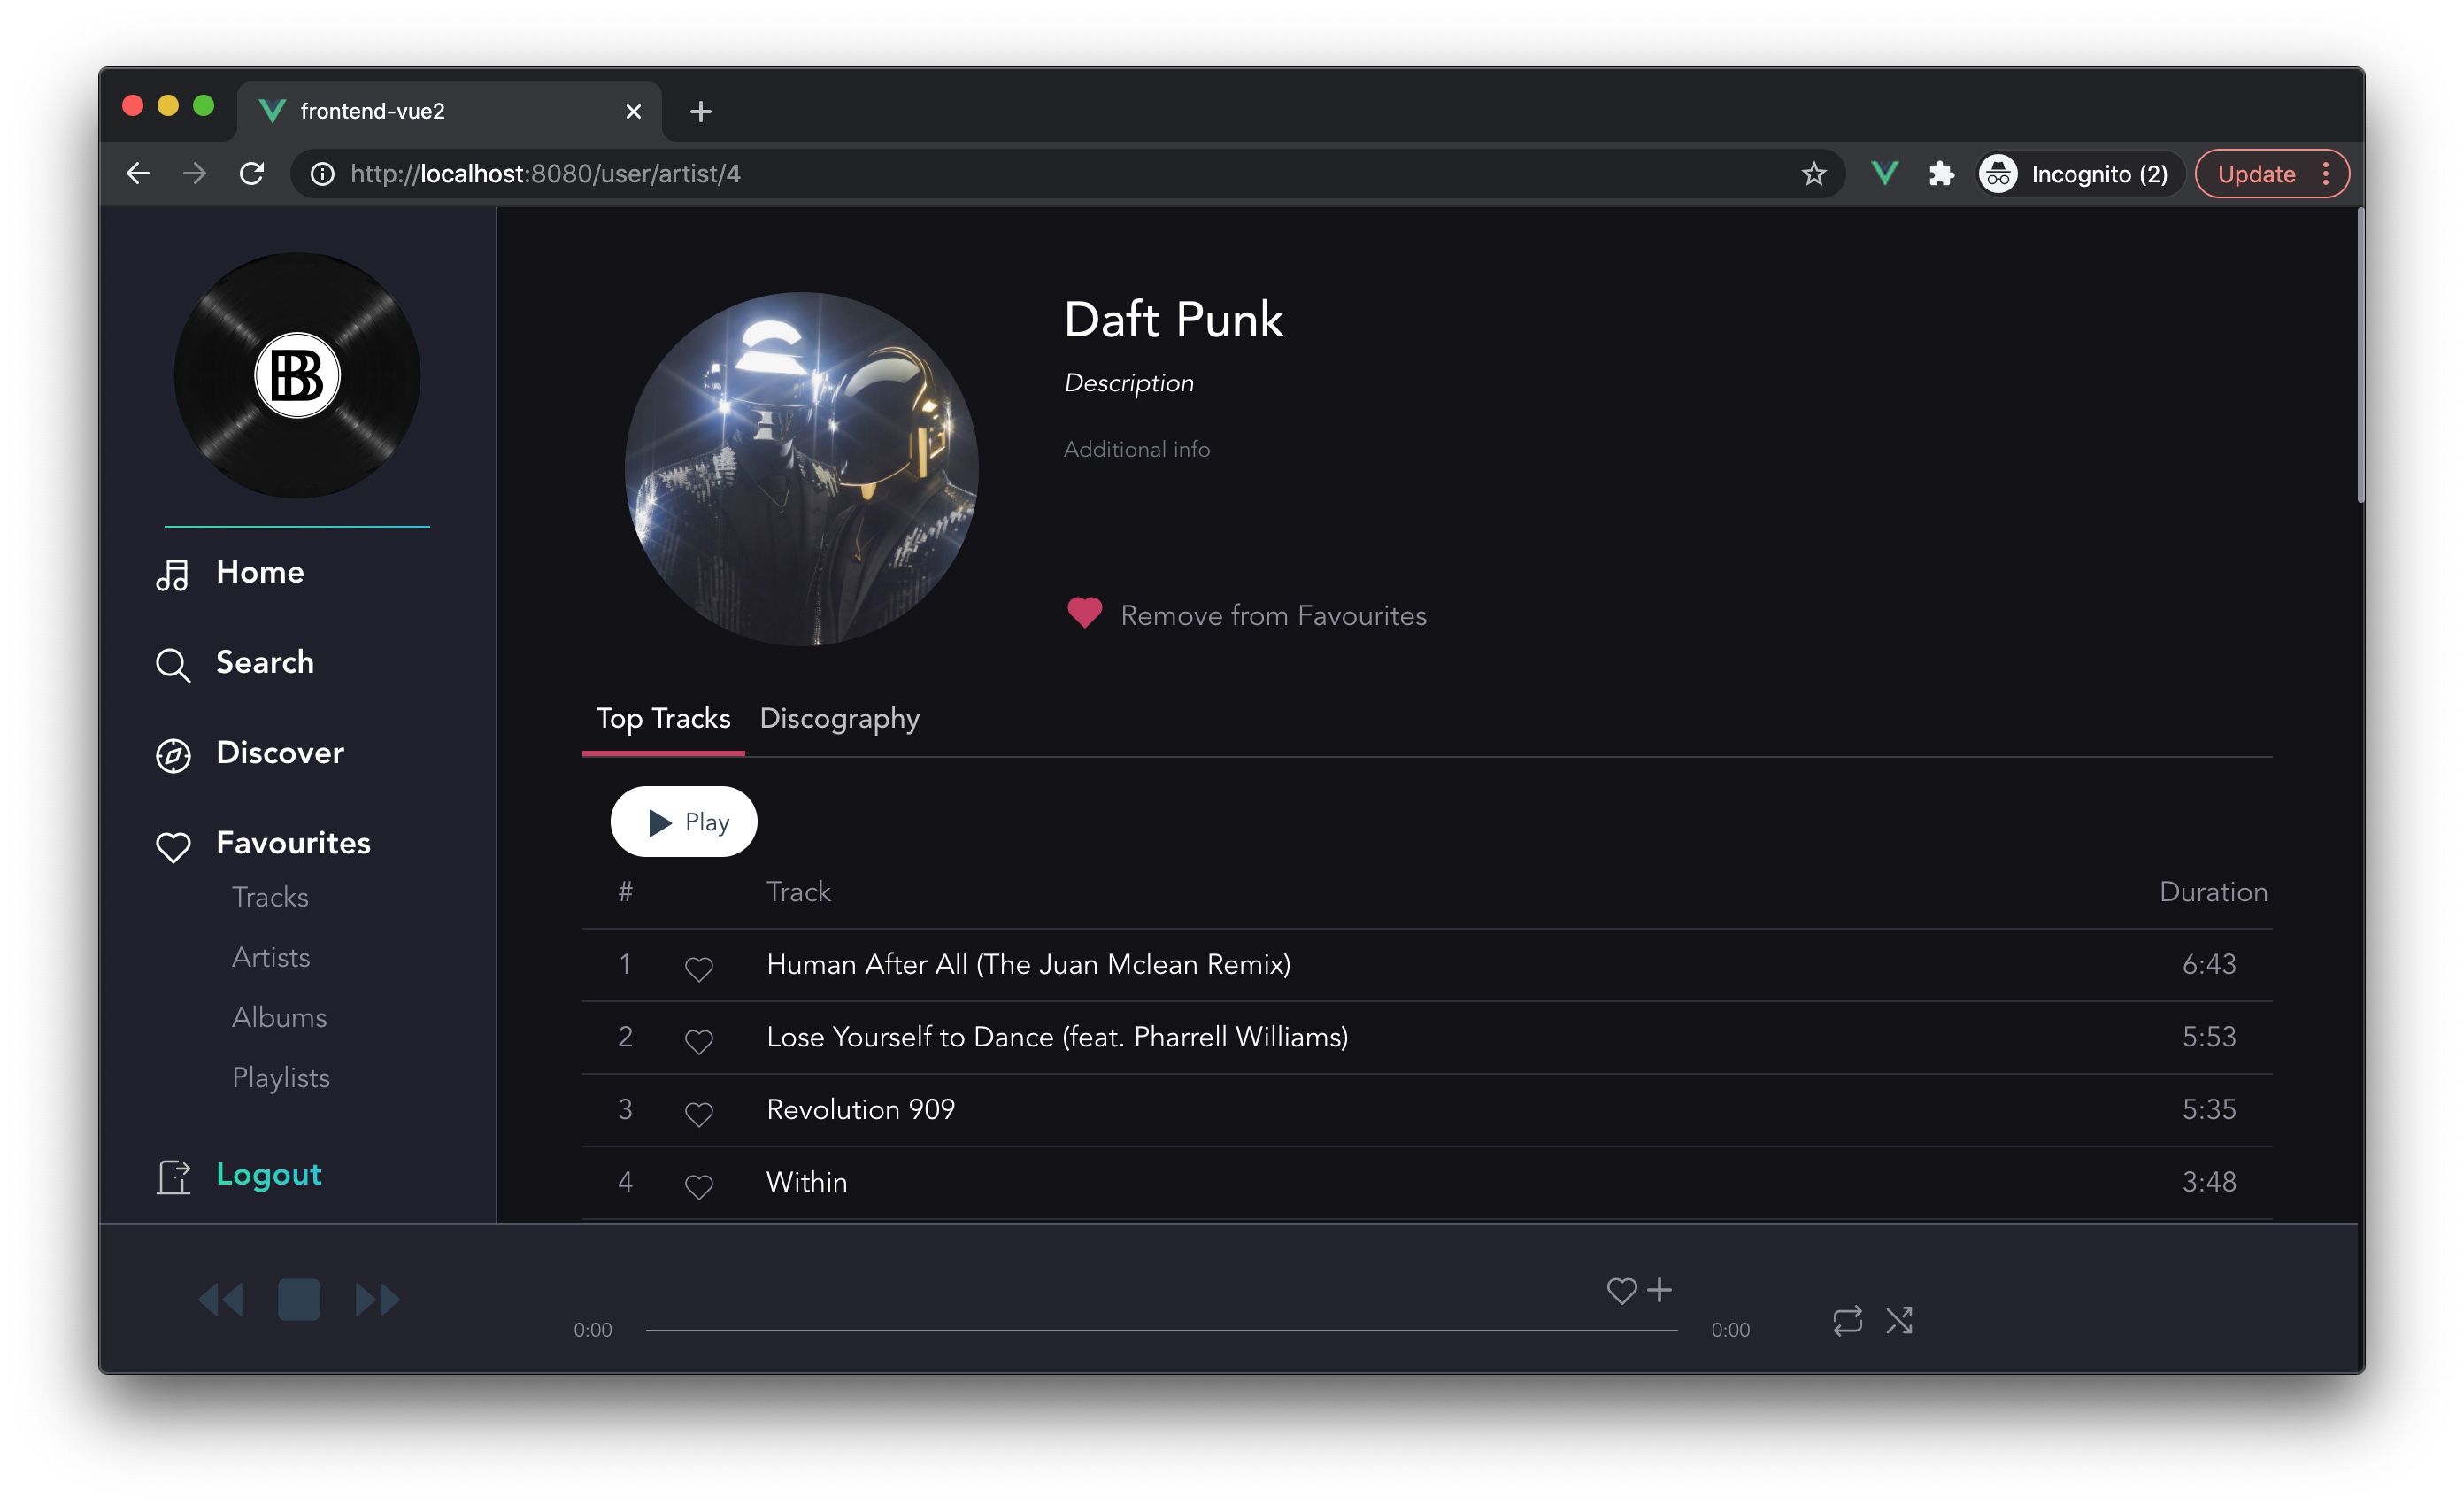 frontend-vue2
http://localhost:8080/user/artist/4
Incognito (2)
Update
BB
Home
Search
Discover
Favourites
Tracks
Artists
Albums
Playlists
Logout
Daft Punk
Description
Additional info
Remove from Favourites
Top Tracks Discography
Play
# Track Duration
1 Human After All (The Juan Mclean Remix) 6:43
2 Lose Yourself to Dance (feat. Pharrell Williams) 5:53
3 Revolution 909 5:35
4 Within 3:48
0:00 0:00